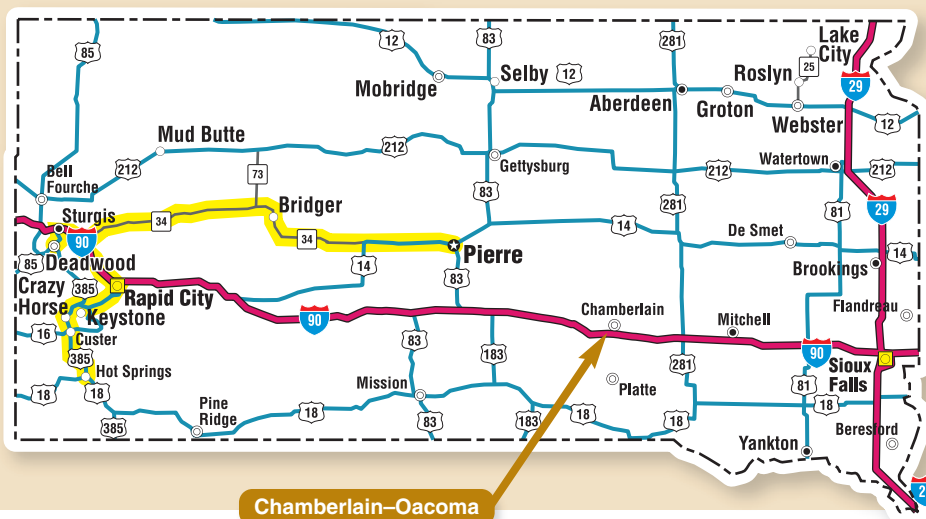 85
12
83
281
Lake
City
Mobridge
Selby
12
Aberdeen
Groton
Roslyn
25
29
Webster
12
Mud Butte
212
212
Gettysburg
212
Watertown
212
Bell
Fourche
73
83
281
81
29
Sturgis
34
Bridger
90
34
Pierre
14
De Smet
14
85
Deadwood
14
83
Brookings
Crazy
Horse
385
Rapid City
Keystone
90
Chamberlain
Mitchell
Flandreau
16
Custer
385
83
183
90
Sioux
Falls
Hot Springs
281
18
18
Mission
Platte
81
18
Pine
Ridge
385
18
83
183
18
18
Beresford
Yankton
Chamberlain–Oacoma